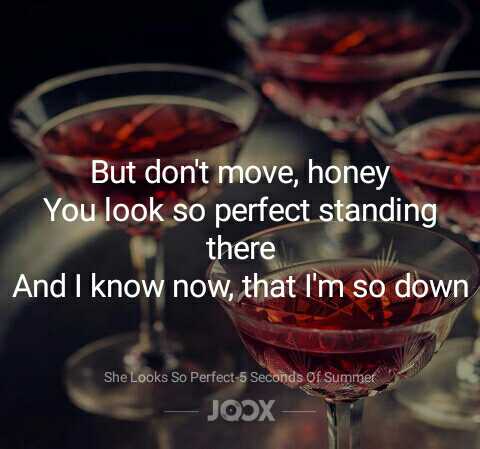 But don't move, honey
You look so perfect standing
there
And I know now, that I'm so down
She Looks So Perfect-5 Seconds Of Summer
JOOX